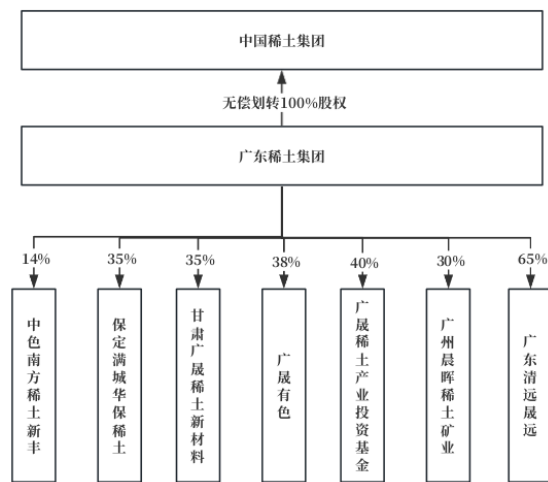 中国稀土集团
无偿划转100%股权
广东稀土集团
14%
35%
35%
38%
40%
30%
65%
中色南方稀土新丰
保定满城华保稀土
甘肃广晟稀土新材料
广晟有色
广晟稀土产业投资基金
广州晨晖稀土矿业
广东清远晟远